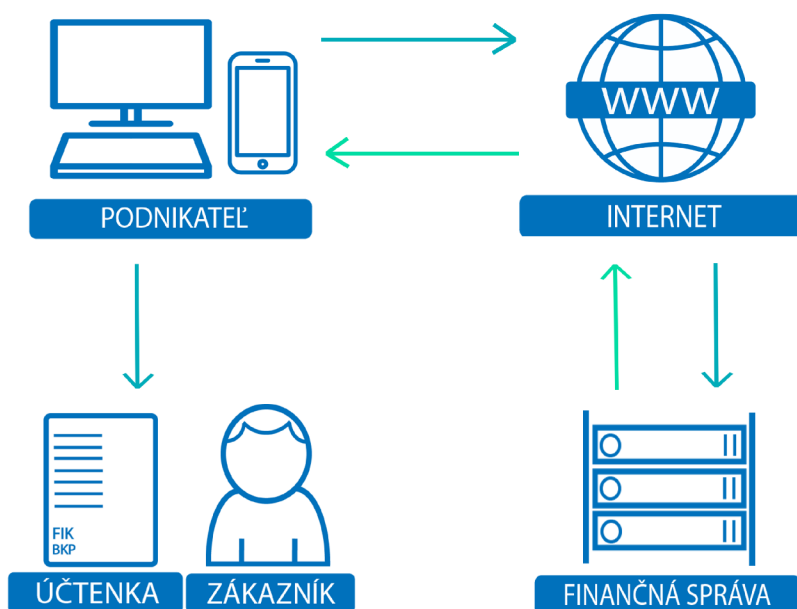 WWW
PODNIKATEĽ
INTERNET
FIK
BKP
ÚČTENKA
ZÁKAZNÍK
FINANČNÁ SPRÁVA